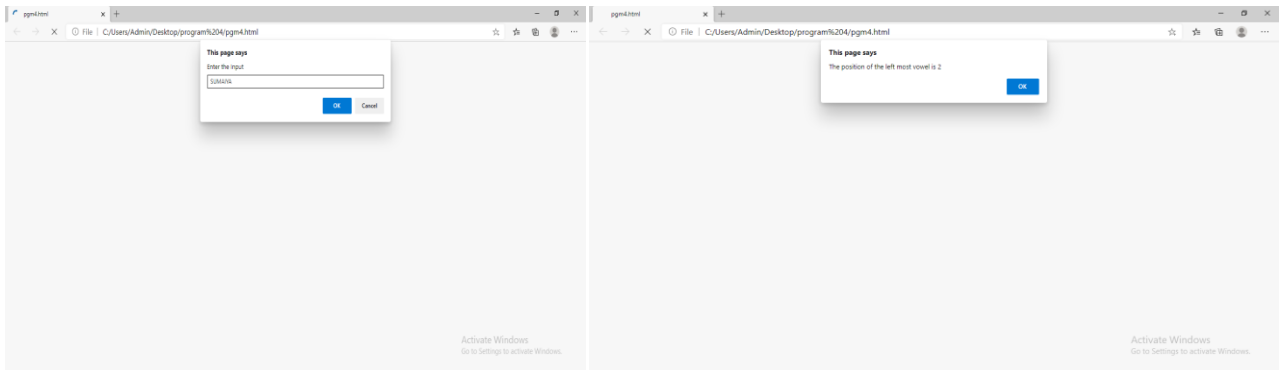 pgm4.html
File | C:/Users/Admin/Desktop/program%204/pgm4.html
This page says
Enter the input
SUMAIYA
OK Cancel
Activate Windows
Go to Settings to activate Windows.
pgm4.html
File | C:/Users/Admin/Desktop/program%204/pgm4.html
This page says
The position of the left most vowel is 2
OK
Activate Windows
Go to Settings to activate Windows.